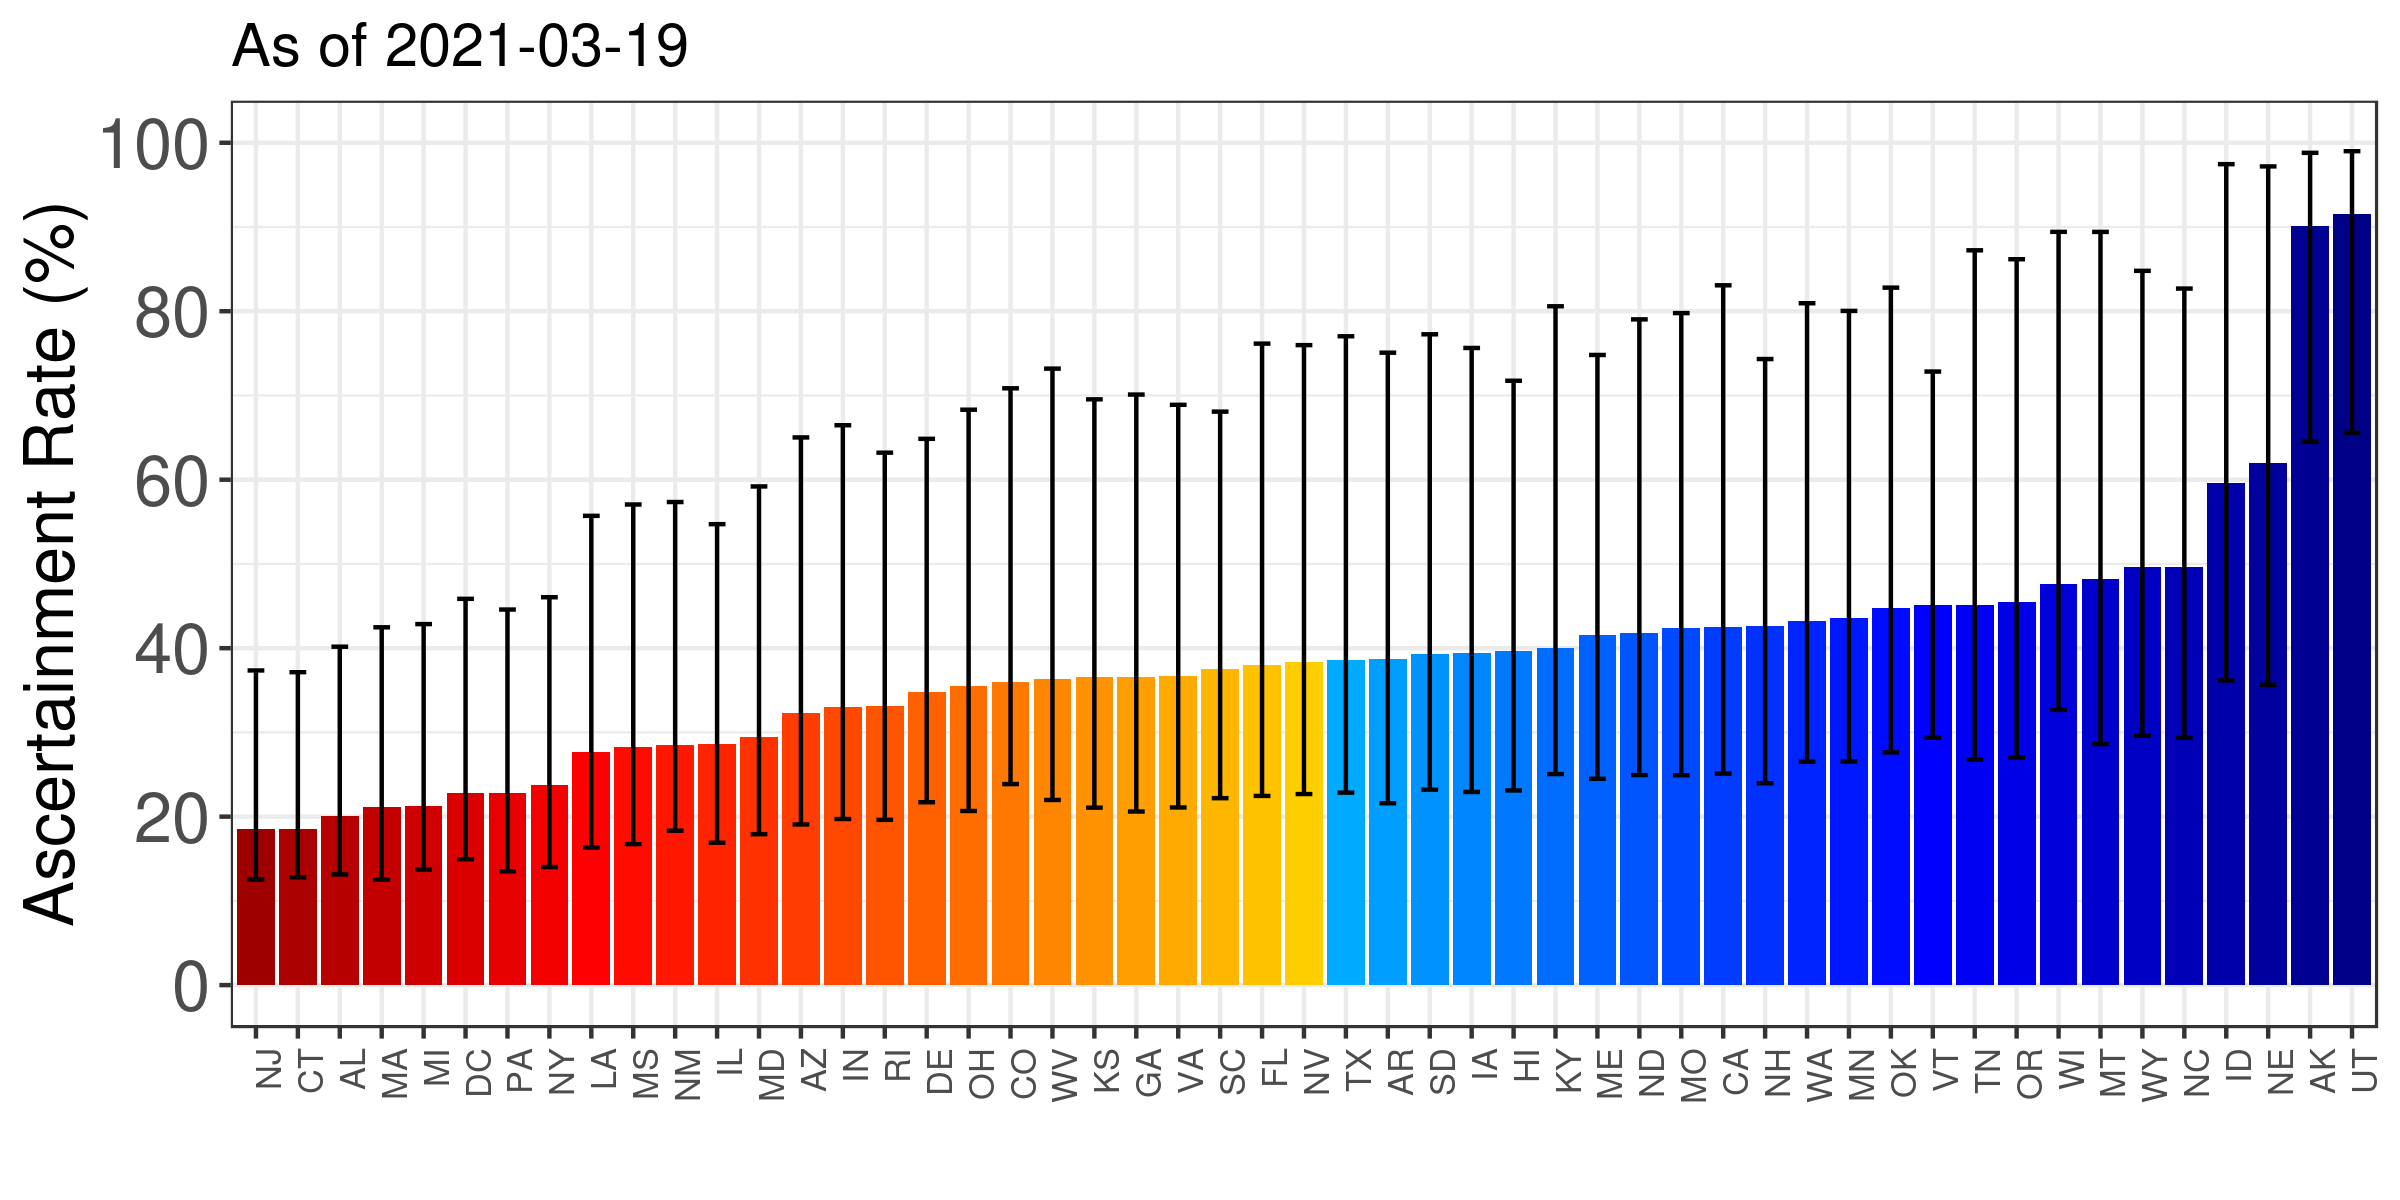 As of 2021-03-19
Ascertainment Rate (%)
100
80
60
40
20
0
NJ CT AL MA MI DC PA NY LA MS NM IL MD AZ IN RI DE OH CO WV KS GA VA SC FL NV TX AR SD IA HI KY ME ND MO CA NH WA MN OK VT TN OR WI MT WY NC ID NE AK UT